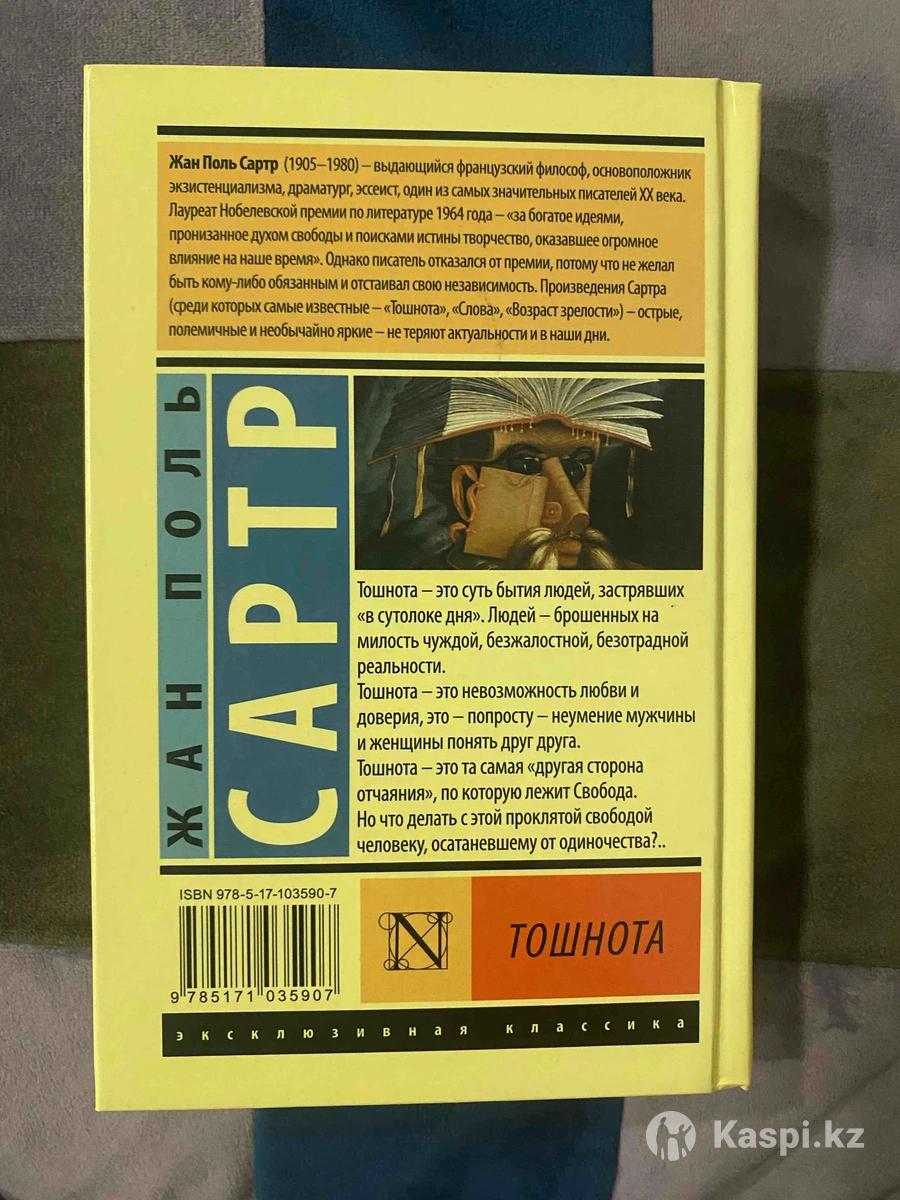 Жан Поль Сартр (1905–1980) – выдающийся французский философ, основоположник
экзистенциализма, драматург, эссеист, один из самых значительных писателей XX века.
Лауреат Нобелевской премии по литературе 1964 года – «за богатое идеями,
пронизанное духом свободы и поисками истины творчество, оказавшее огромное
влияние на наше время». Однако писатель отказался от премии, потому что не желал
быть кому-либо обязанным и отстаивал свою независимость. Произведения Сартра
(среди которых самые известные – «Тошнота», «Слова», «Возраст зрелости») – острые,
полемичные и необычайно яркие – не теряют актуальности и в наши дни.
ЖАН ПОЛЬ
САРТР
Тошнота – это суть бытия людей, застрявших
«в сутолоке дня». Людей – брошенных на
милость чуждой, безжалостной, безотрадной
реальности.
Тошнота – это невозможность любви и
доверия, это – попросту – неумение мужчины
и женщины понять друг друга.
Тошнота – это та самая «другая сторона
отчаяния», по которую лежит Свобода.
Но что делать с этой проклятой свободой
человеку, осатаневшему от одиночества?..
ISBN 978-5-17-103590-7
9 785171 035907
N
ТОШНОТА
эксклюзивная классика
Kaspi.kz